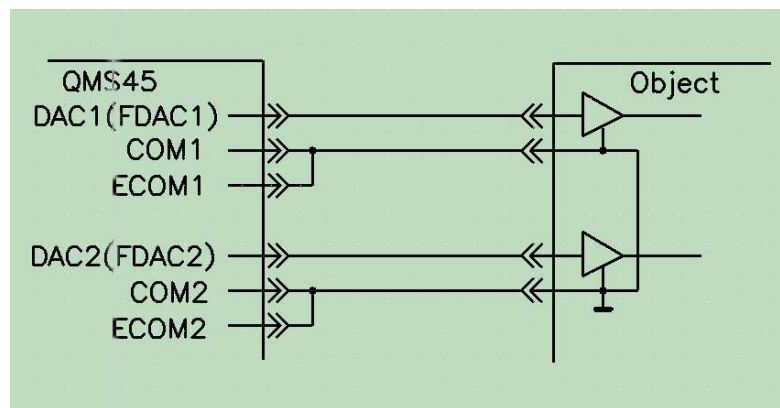 QMS45
Object
DAC1(FDAC1)
COM1
ECOM1
DAC2(FDAC2)
COM2
ECOM2